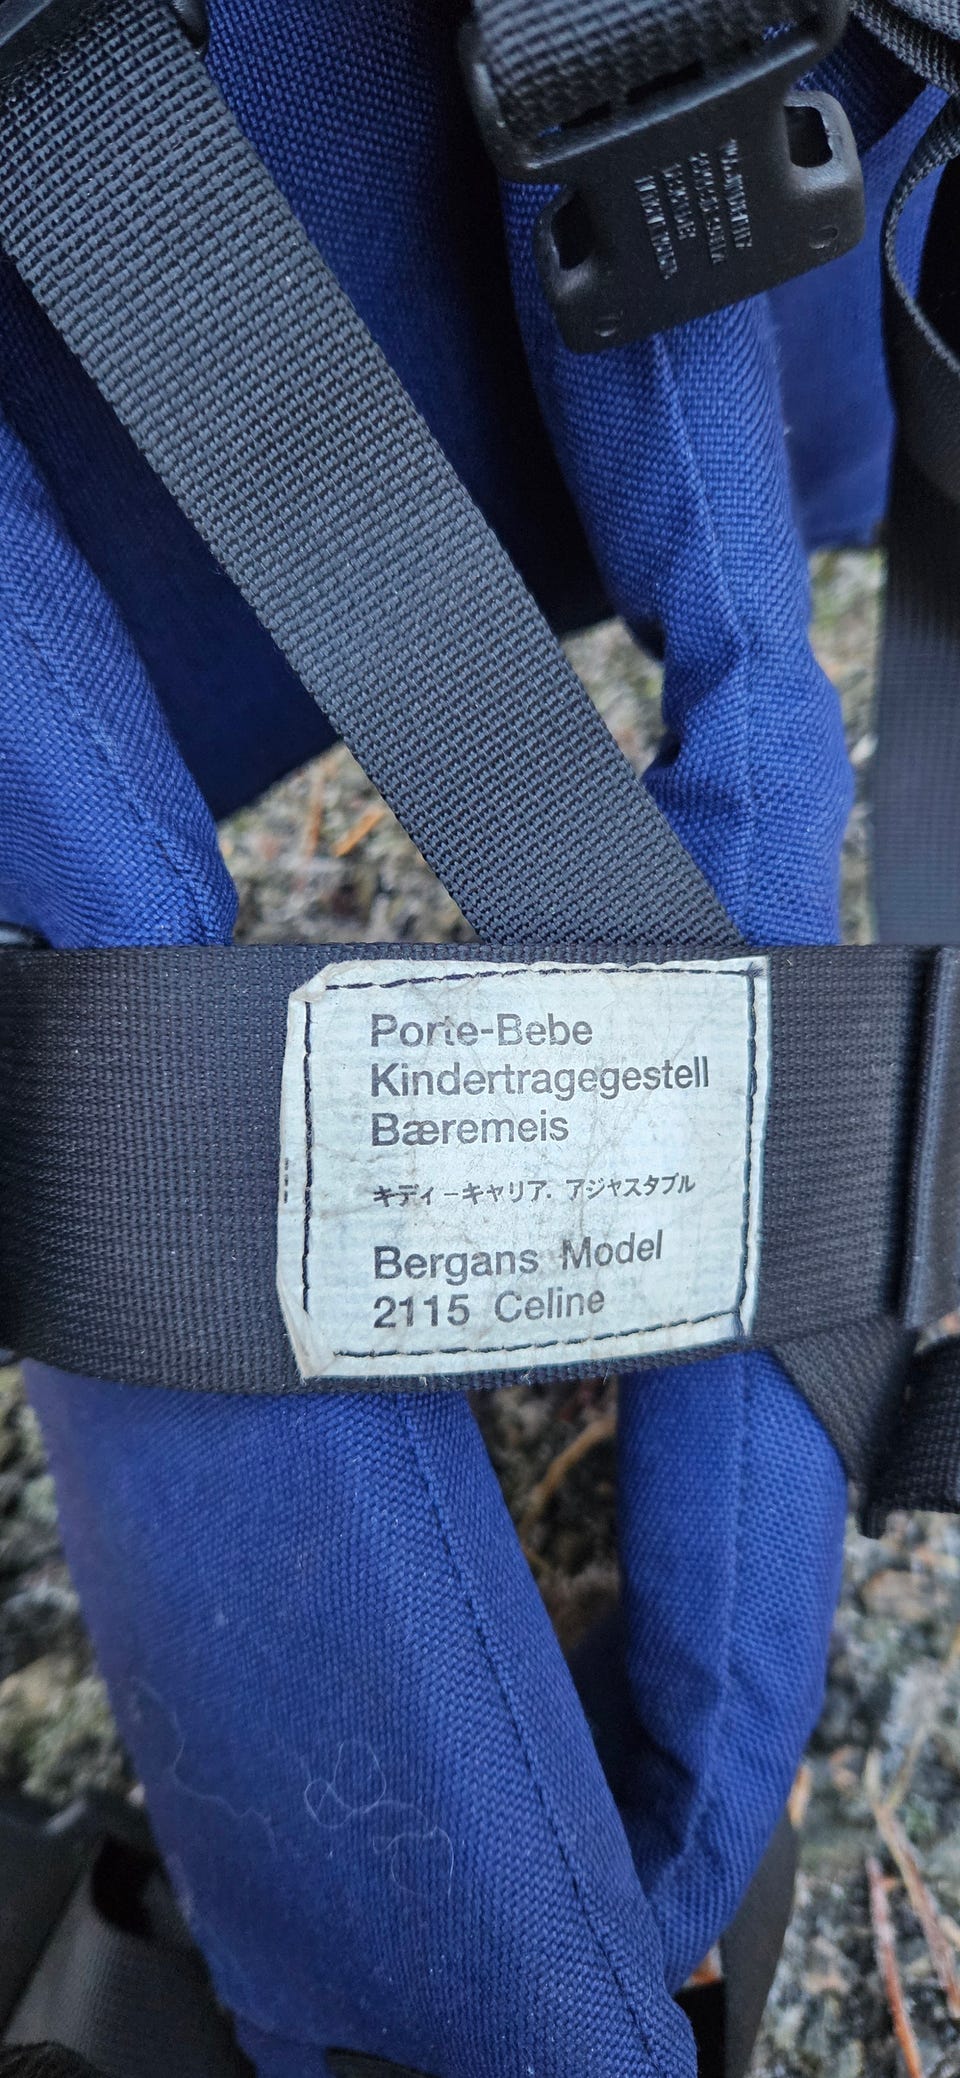 Porte-Bebe
Kindertragegestell
Bæremeis
キディ－キャリア．アジャスタブル
Bergans Model
2115 Celine